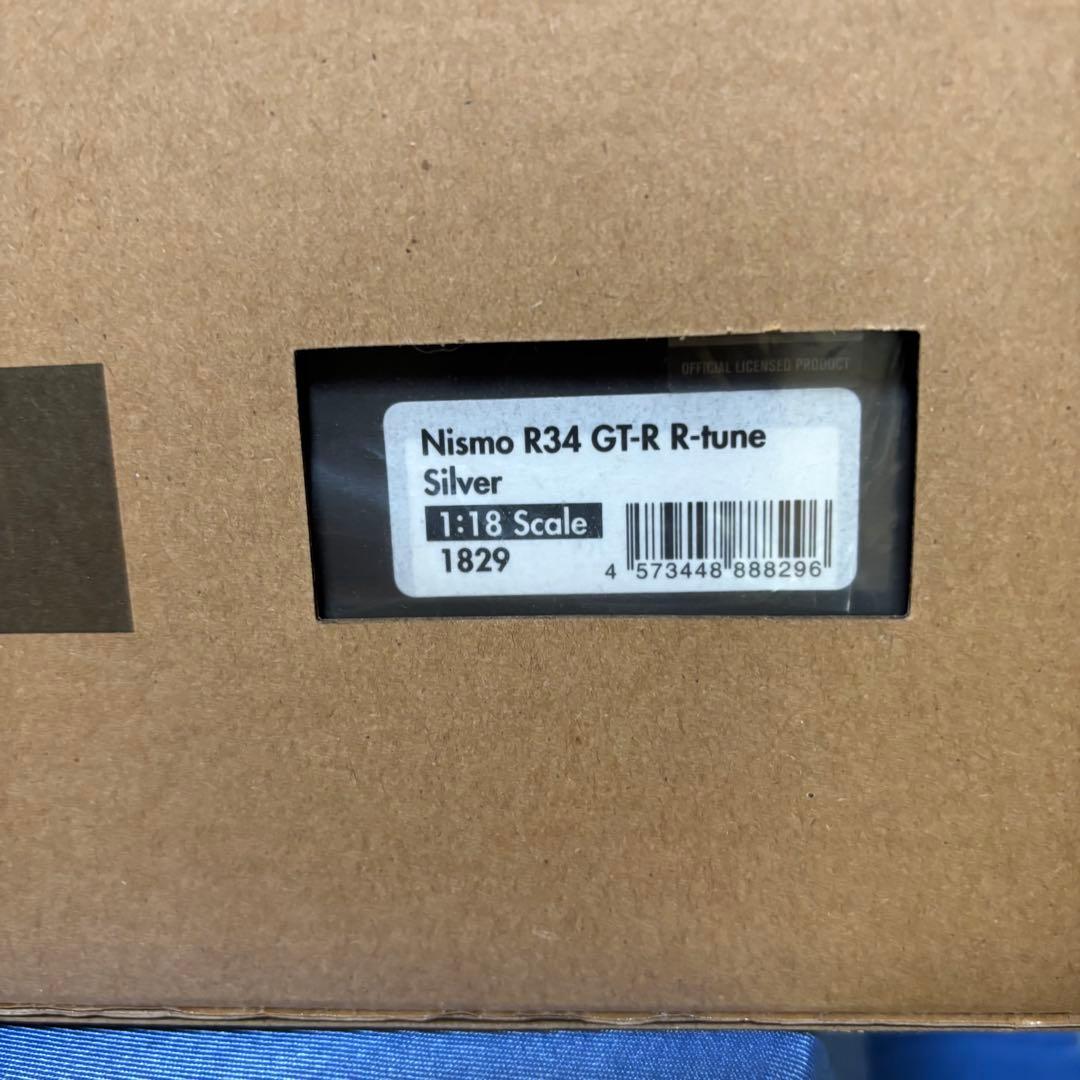 OFFICIAL LICENSED PRODUCT
Nismo R34 GT-R R-tune
Silver
1:18 Scale
1829
4 573448 888296